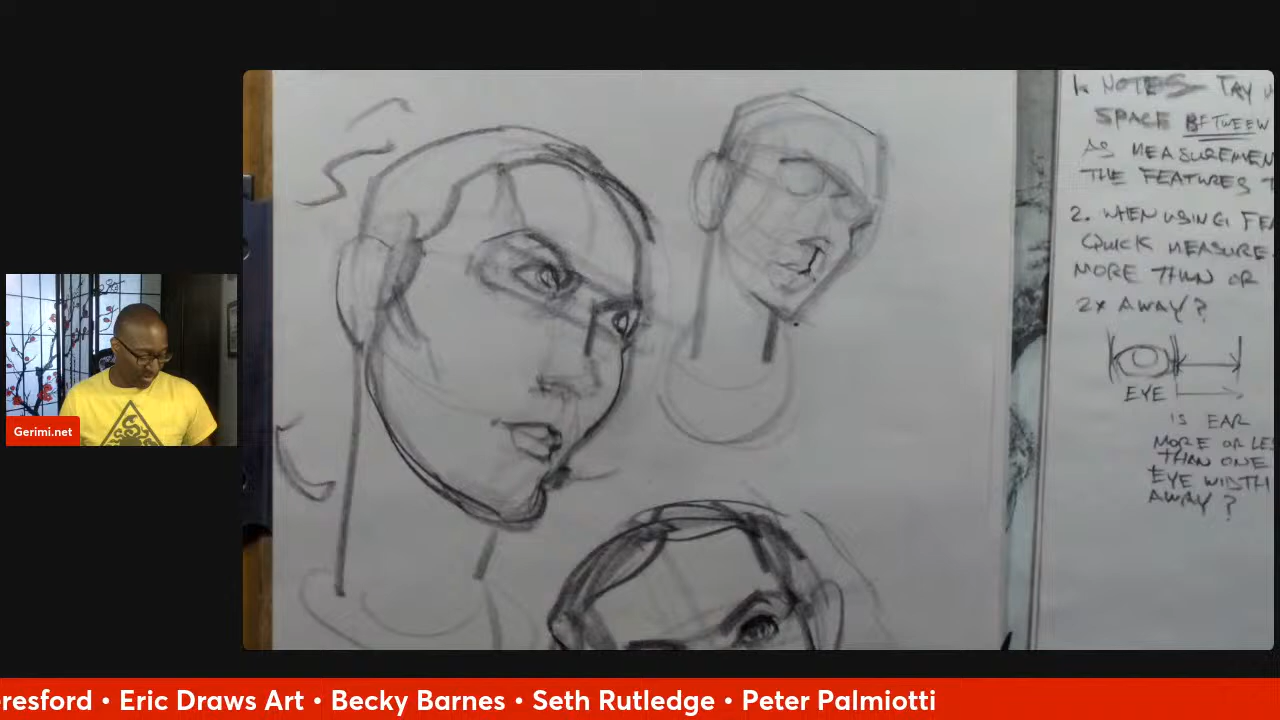 1. NOTES TRY
SPACE BETWEEN
AS MEASUREMEN
THE FEATURES T
2. WHEN USING FEA
QUICK MEASURE
MORE THAN OR
2X AWAY?
EYE
IS EAR
MORE OR LES
THAN ONE
EYE WIDTH
AWAY?
Gerimi.net
resford • Eric Draws Art • Becky Barnes • Seth Rutledge • Peter Palmiotti